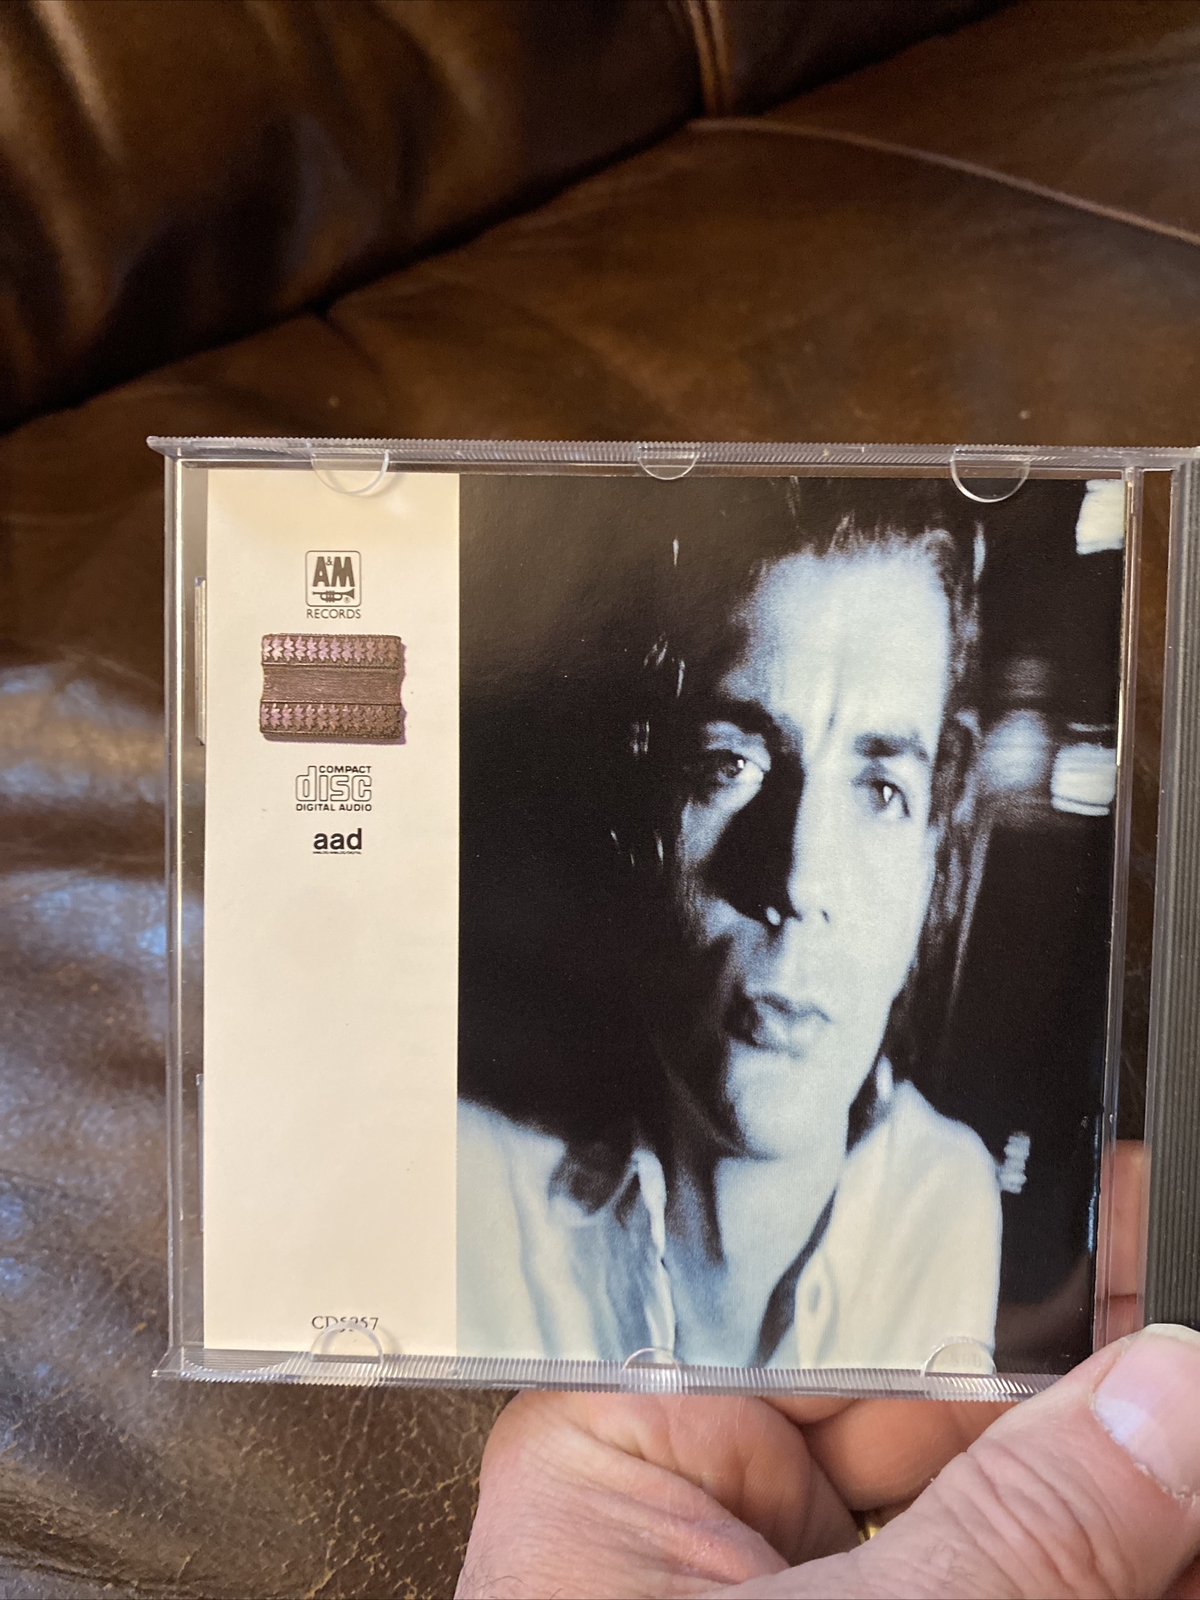 A&M
RECORDS
COMPACT
disc
DIGITAL AUDIO
aad